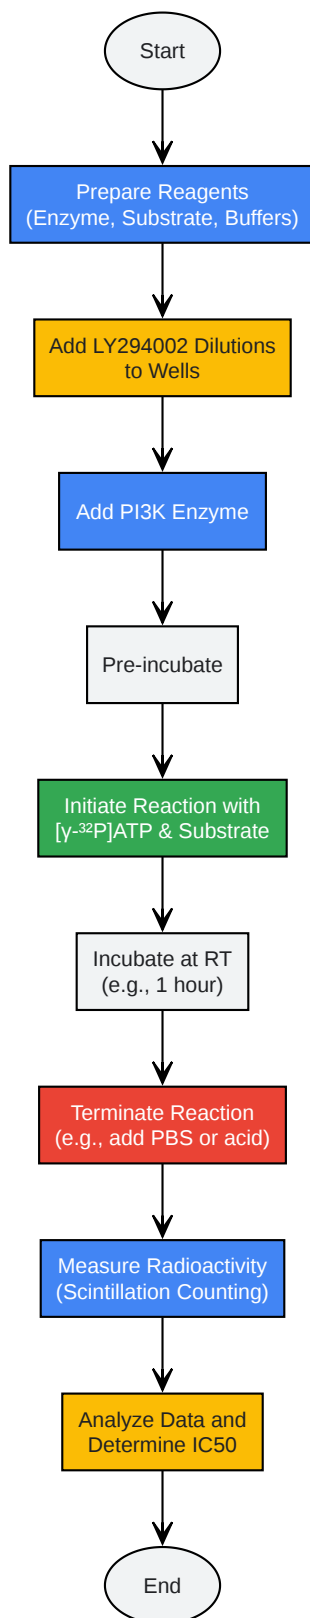 Start
Prepare Reagents
(Enzyme, Substrate, Buffers)
Add LY294002 Dilutions
to Wells
Add PI3K Enzyme
Pre-incubate
Initiate Reaction with
[γ-³²P]ATP & Substrate
Incubate at RT
(e.g., 1 hour)
Terminate Reaction
(e.g., add PBS or acid)
Measure Radioactivity
(Scintillation Counting)
Analyze Data and
Determine IC50
End